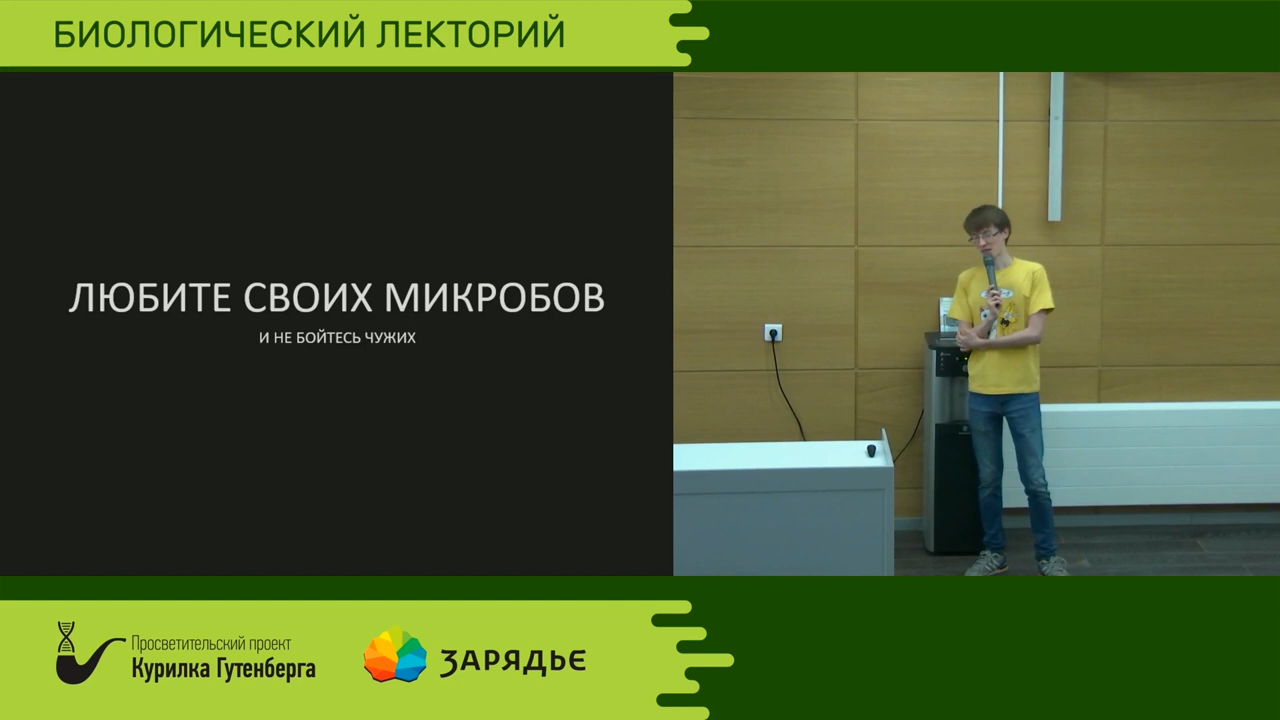 БИОЛОГИЧЕСКИЙ ЛЕКТОРИЙ
ЛЮБИТЕ СВОИХ МИКРОБОВ
И НЕ БОЙТЕСЬ ЧУЖИХ
Просветительский проект
Курилка Гутенберга
ЗАРЯДЬЕ